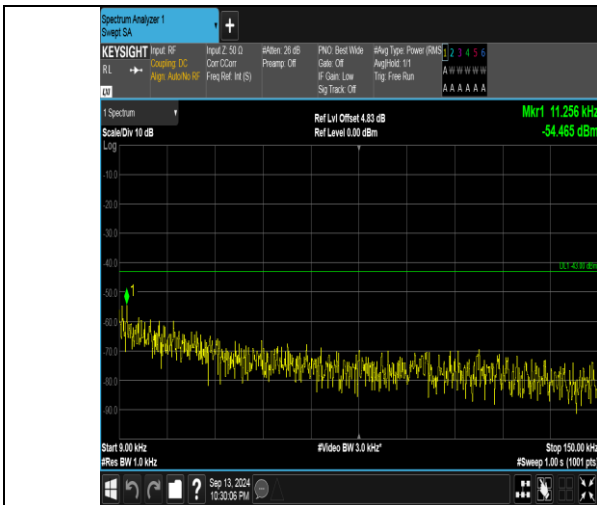 Spectrum Analyzer 1
Swept SA
+
KEYSIGHT
RL
LXI
Input: RF
Coupling: DC
Align: Auto/No RF
Input Z: 50 Ω
Corr CCorr
Freq Ref: Int (S)
#Atten: 26 dB
Preamp: Off
PNO: Best Wide
Gate: Off
IF Gain: Low
Sig Track: Off
#Avg Type: Power (RMS
Avg|Hold: 1/1
Trig: Free Run
1 2 3 4 5 6
A W W W W W
A A A A A A
1 Spectrum
Scale/Div 10 dB
Log
Ref Lvl Offset 4.83 dB
Ref Level 0.00 dBm
Mkr1 11.256 kHz
-54.465 dBm
-10.0
-20.0
-30.0
-40.0
-50.0
-60.0
-70.0
-80.0
-90.0
DL1 -43.00 dBm
1
Start 9.00 kHz
#Res BW 1.0 kHz
#Video BW 3.0 kHz*
Stop 150.00 kHz
#Sweep 1.00 s (1001 pts)
?
Sep 13, 2024
10:30:06 PM